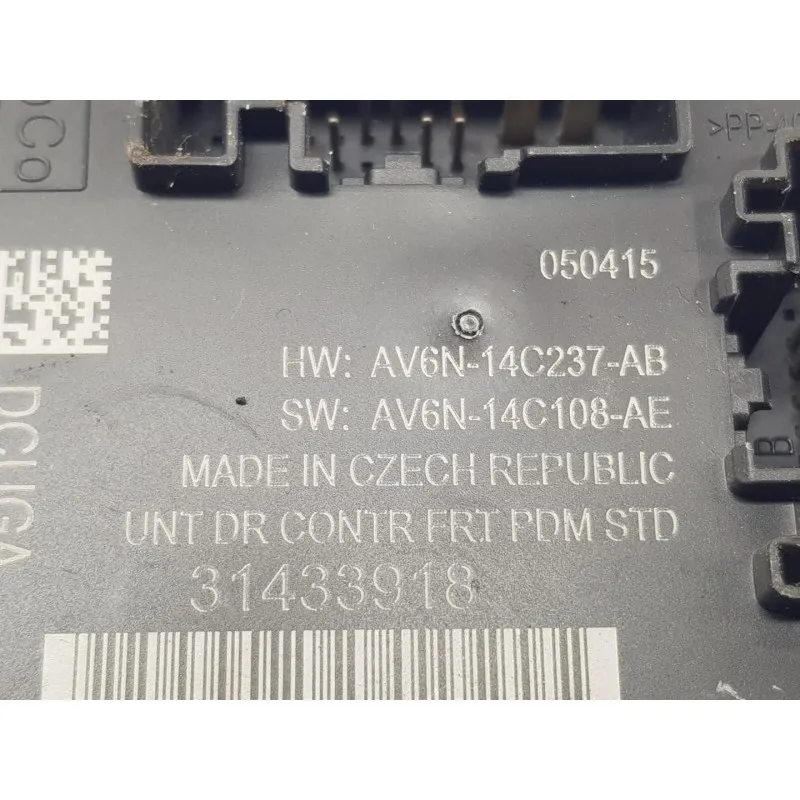 >PP-
050415
HW: AV6N-14C237-AB
SW: AV6N-14C108-AE
MADE IN CZECH REPUBLIC
UNT DR CONTR FRT PDM STD
31433918
B